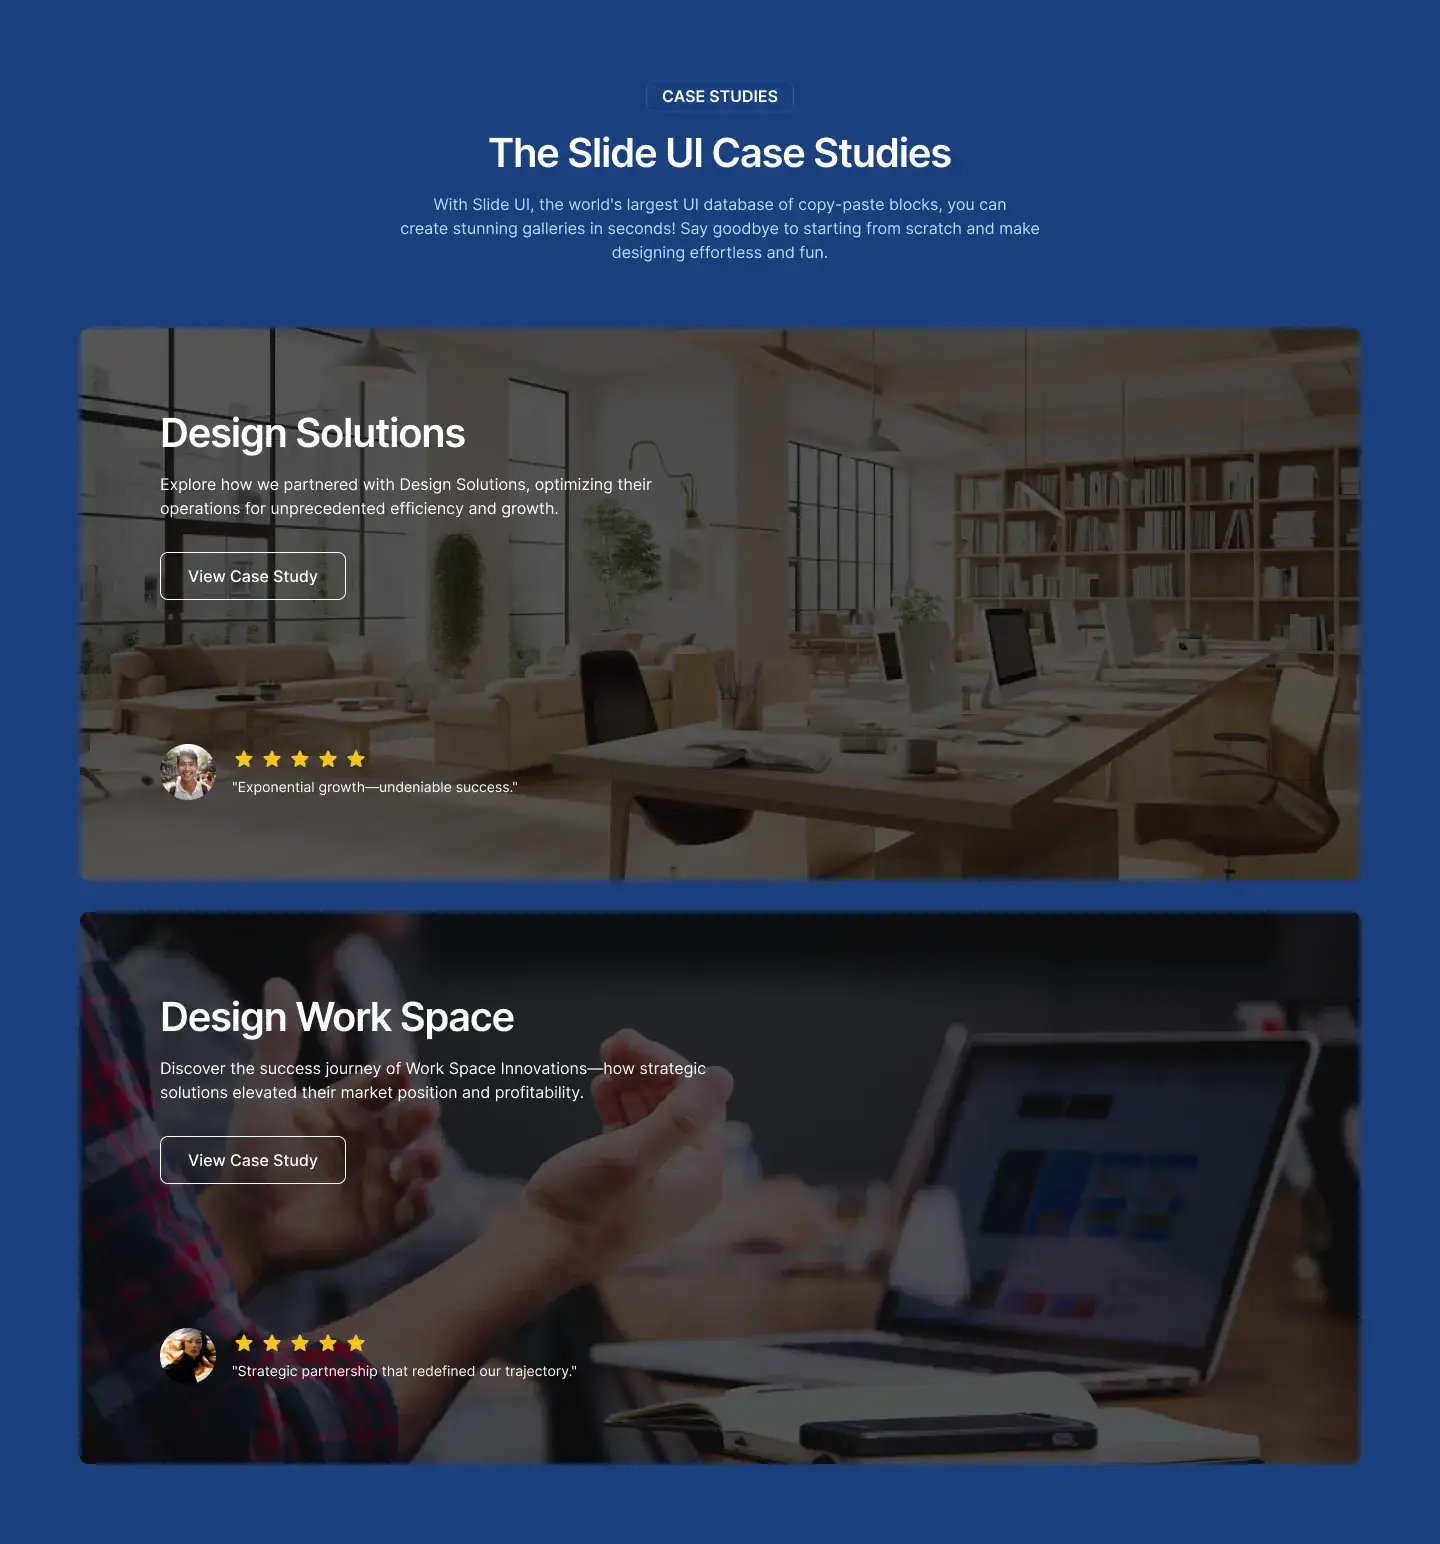 CASE STUDIES
The Slide UI Case Studies
With Slide UI, the world's largest UI database of copy-paste blocks, you can
create stunning galleries in seconds! Say goodbye to starting from scratch and make
designing effortless and fun.
Design Solutions
Explore how we partnered with Design Solutions, optimizing their
operations for unprecedented efficiency and growth.
View Case Study
"Exponential growth—undeniable success."
Design Work Space
Discover the success journey of Work Space Innovations—how strategic
solutions elevated their market position and profitability.
View Case Study
"Strategic partnership that redefined our trajectory."